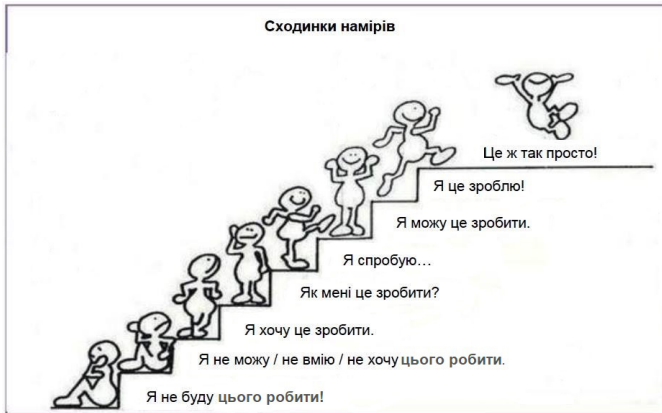 Сходинки намірів
Це ж так просто!
Я це зроблю!
Я можу це зробити.
Я спробую…
Як мені це зробити?
Я хочу це зробити.
Я не можу / не вмію / не хочу цього робити.
Я не буду цього робити!